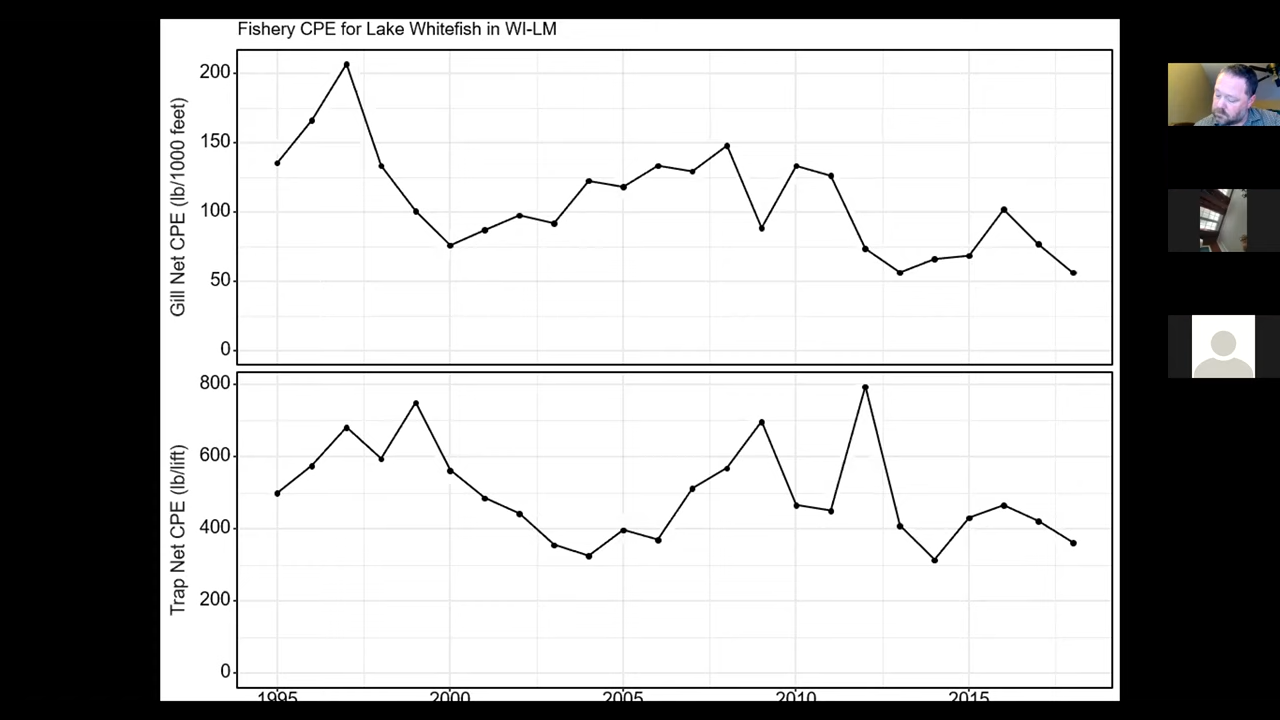 Fishery CPE for Lake Whitefish in WI-LM
Gill Net CPE (lb/1000 feet)
200
150
100
50
0
Trap Net CPE (lb/lift)
800
600
400
200
0
1995 2000 2005 2010 2015